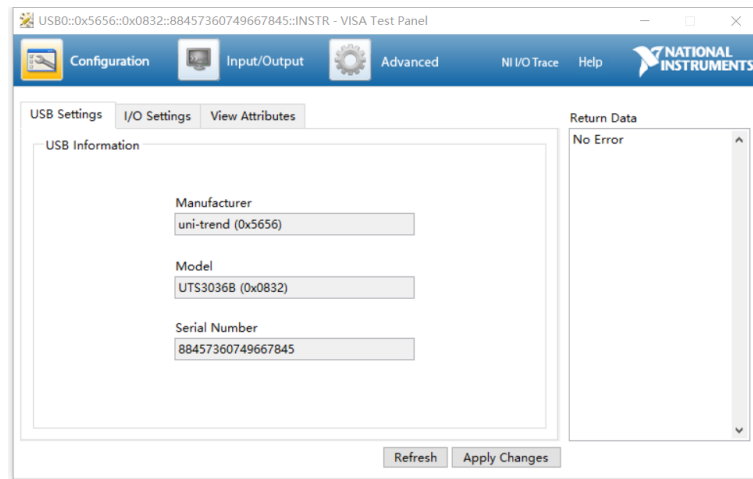 USB0::0x5656::0x0832::88457360749667845::INSTR - VISA Test Panel
Configuration Input/Output Advanced NI I/O Trace Help NATIONAL INSTRUMENTS
USB Settings I/O Settings View Attributes
Return Data
USB Information
No Error
Manufacturer
uni-trend (0x5656)
Model
UTS3036B (0x0832)
Serial Number
88457360749667845
Refresh Apply Changes